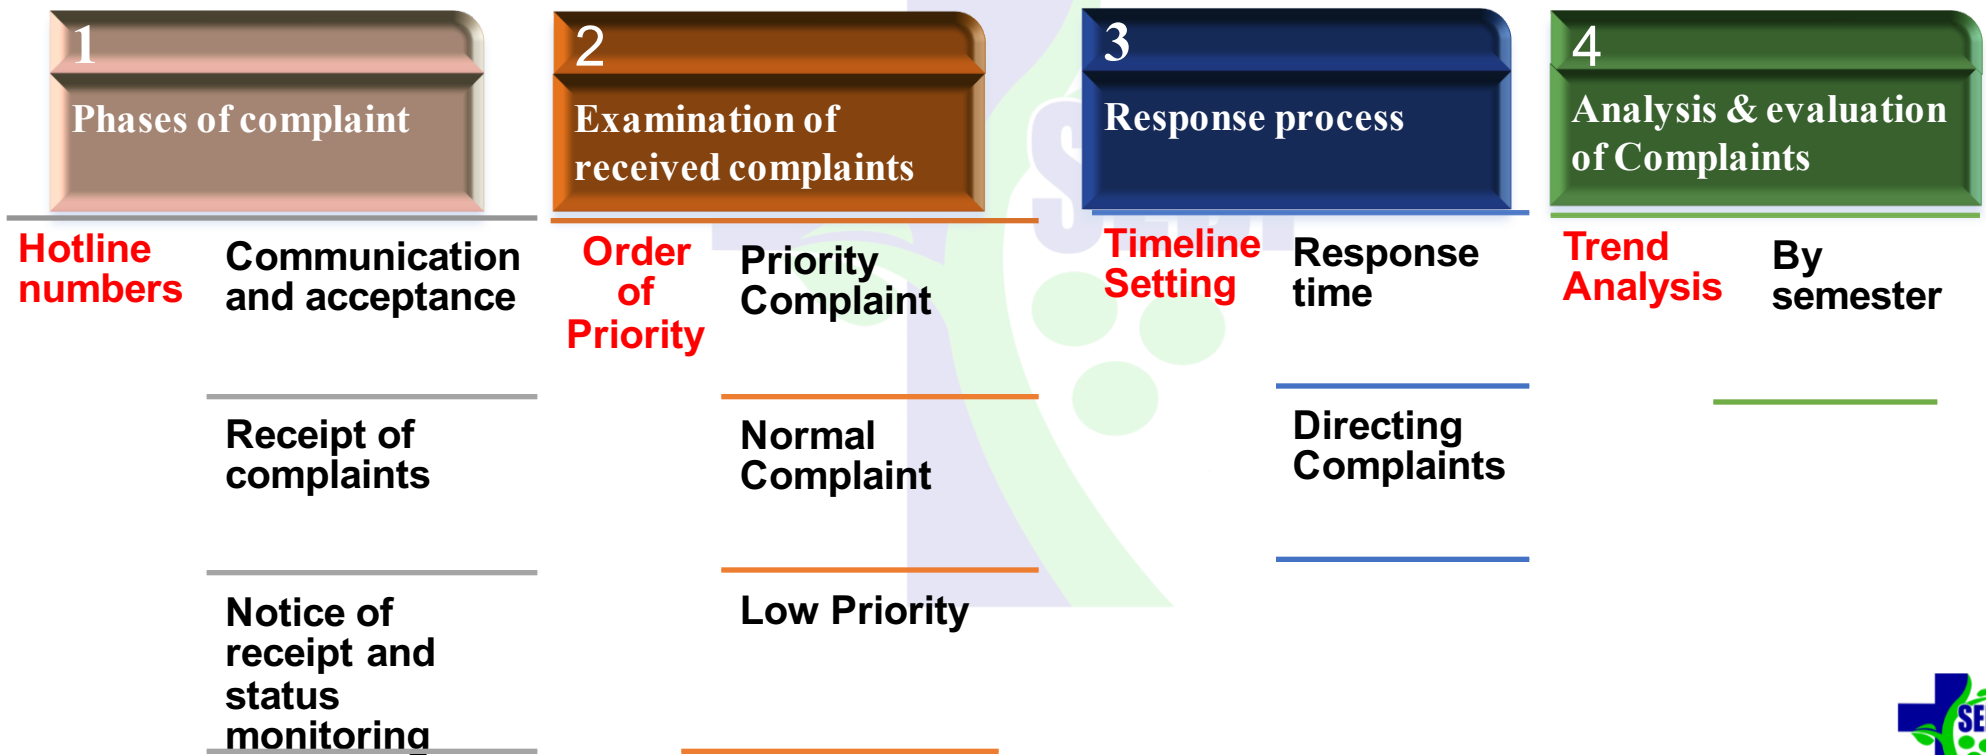 1
Phases of complaint
Hotline
numbers
Communication
and acceptance
Receipt of
complaints
Notice of
receipt and
status
monitoring
2
Examination of
received complaints
Order
of
Priority
Priority
Complaint
Normal
Complaint
Low Priority
3
Response process
Timeline
Setting
Response
time
Directing
Complaints
4
Analysis & evaluation
of Complaints
Trend
Analysis
By
semester